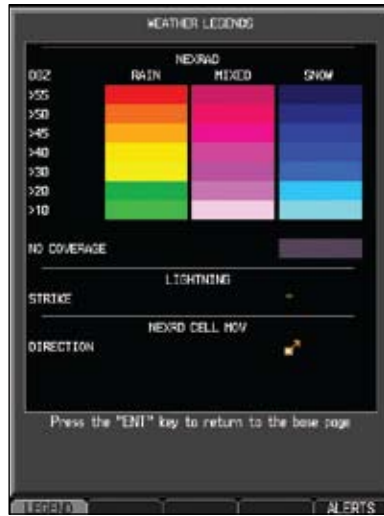 WEATHER LEGENDS
NEXRAD
DBZ RAIN MIXED SNOW
>55
>50
>45
>40
>30
>20
>10
NO COVERAGE
LIGHTNING
STRIKE
NEXRD CELL MOV
DIRECTION
Press the "ENT" key to return to the base page
LEGEND ALERTS